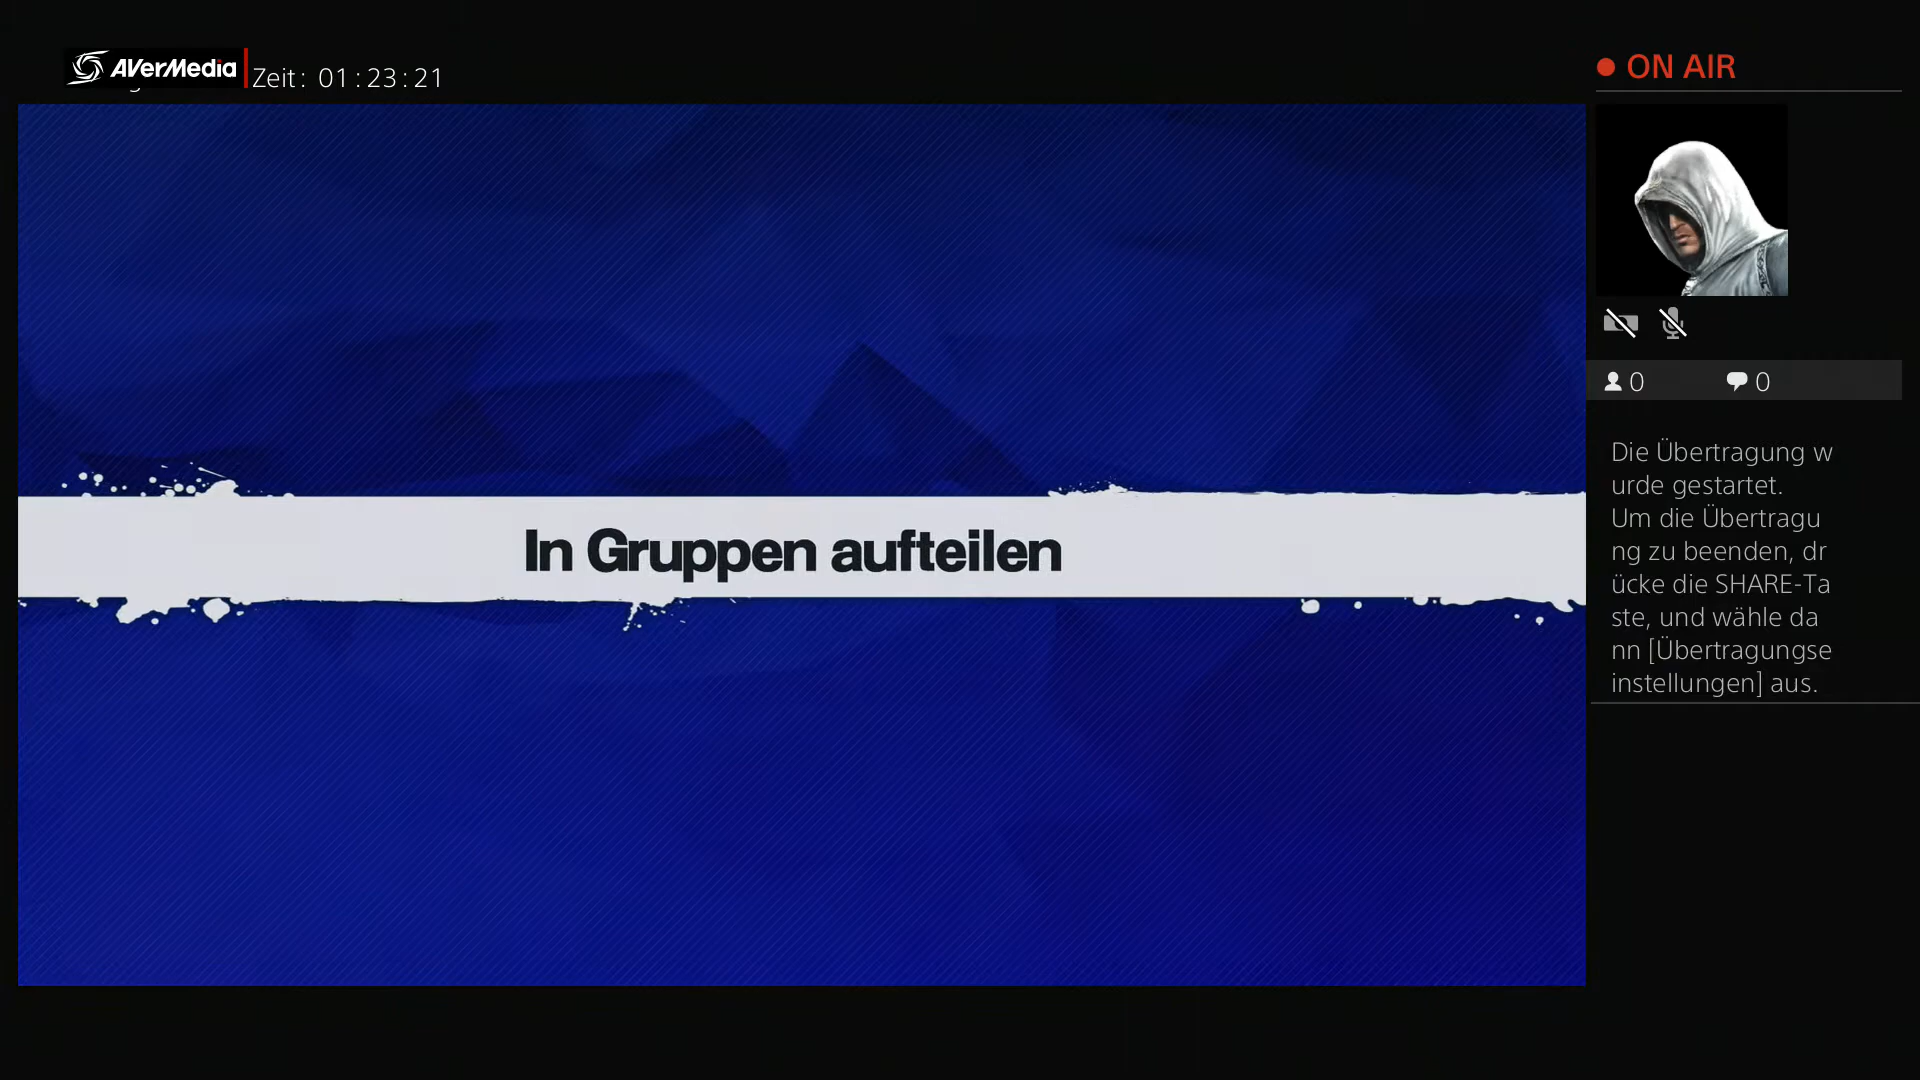 AVerMedia
Zeit: 01:23:21
ON AIR
In Gruppen aufteilen
0
0
Die Übertragung w
urde gestartet.
Um die Übertragu
ng zu beenden, dr
ücke die SHARE-Ta
ste, und wähle da
nn [Übertragungse
instellungen] aus.